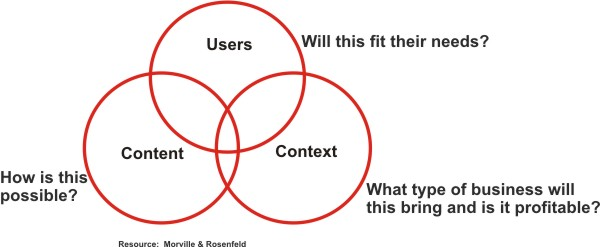 Users
Will this fit their needs?
Content
Context
How is this
possible?
What type of business will
this bring and is it profitable?
Resource: Morville & Rosenfeld